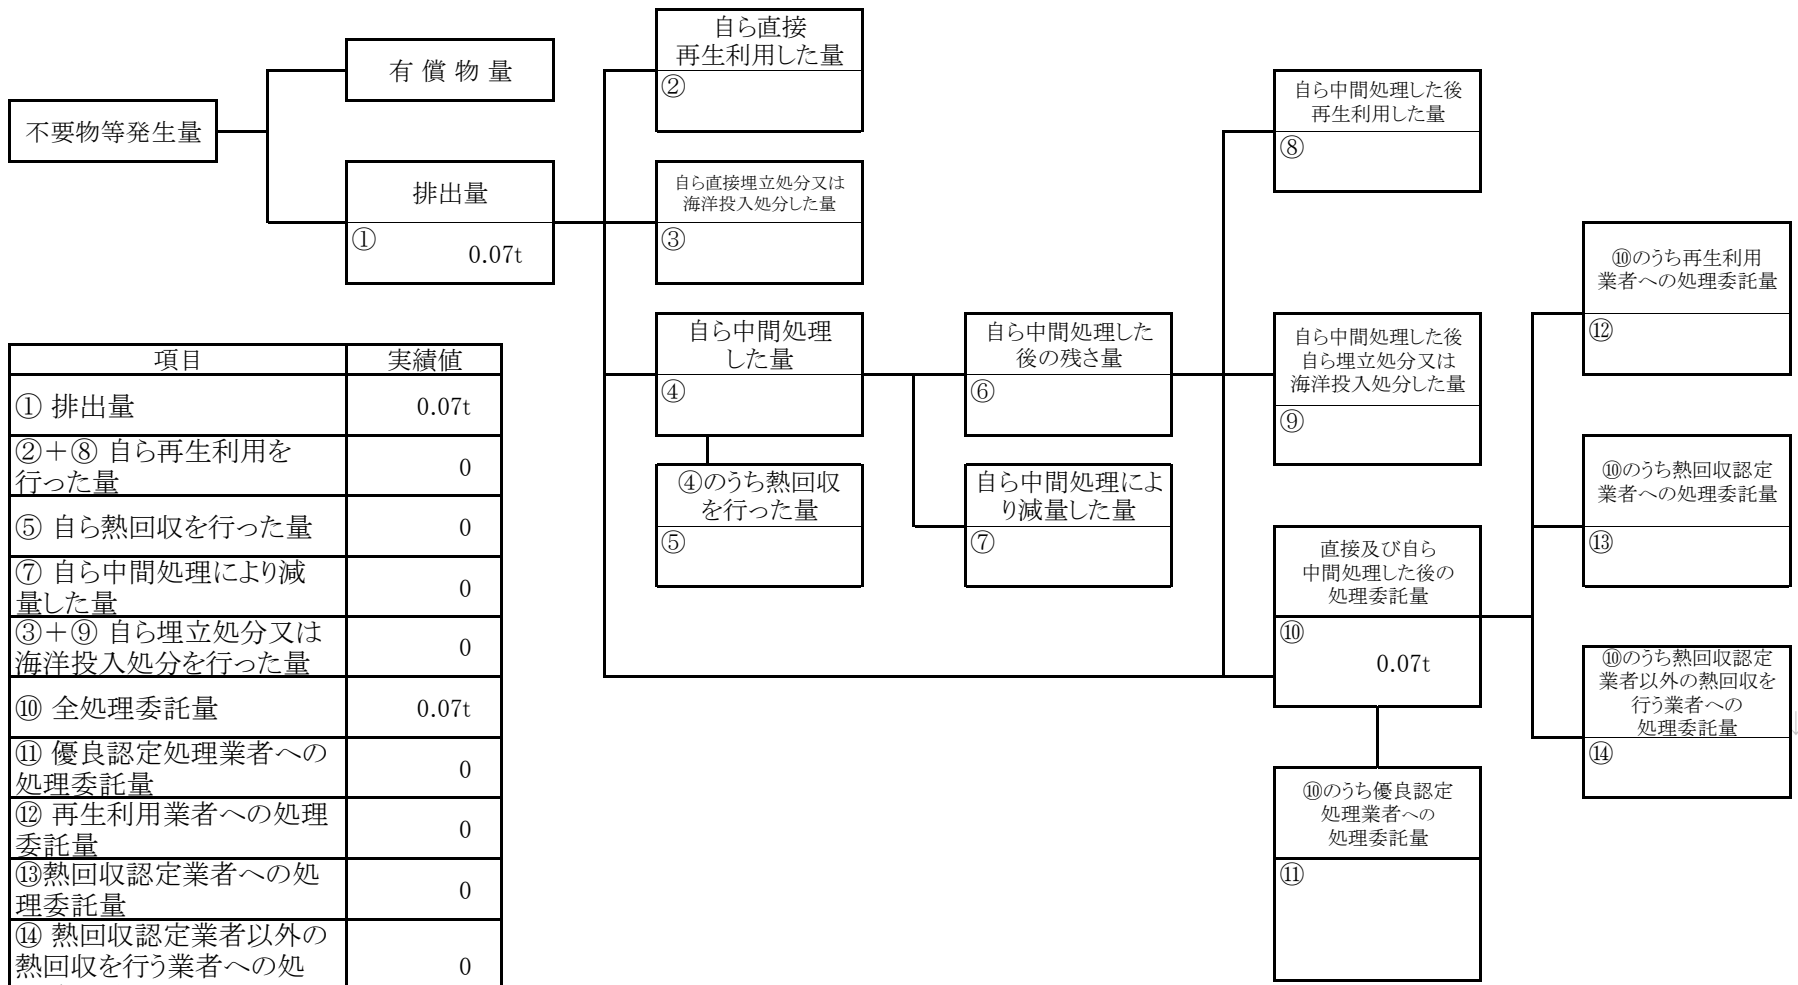 不要物等発生量
有 償 物 量
排出量
①
0.07t
自ら直接
再生利用した量
②
自ら直接埋立処分又は
海洋投入処分した量
③
自ら中間処理
した量
④
④のうち熱回収
を行った量
⑤
自ら中間処理した
後の残さ量
⑥
自ら中間処理によ
り減量した量
⑦
自ら中間処理した後
再生利用した量
⑧
自ら中間処理した後
自ら埋立処分又は
海洋投入処分した量
⑨
直接及び自ら
中間処理した後の
処理委託量
⑩
0.07t
⑩のうち優良認定
処理業者への
処理委託量
⑪
⑩のうち再生利用
業者への処理委託量
⑫
⑩のうち熱回収認定
業者への処理委託量
⑬
⑩のうち熱回収認定
業者以外の熱回収を
行う業者への
処理委託量
⑭
項目 実績値
① 排出量 0.07t
②＋⑧ 自ら再生利用を
行った量 0
⑤ 自ら熱回収を行った量 0
⑦ 自ら中間処理により減
量した量 0
③＋⑨ 自ら埋立処分又は
海洋投入処分を行った量 0
⑩ 全処理委託量 0.07t
⑪ 優良認定処理業者への
処理委託量 0
⑫ 再生利用業者への処理
委託量 0
⑬熱回収認定業者への処
理委託量 0
⑭ 熱回収認定業者以外の
熱回収を行う業者への処 0